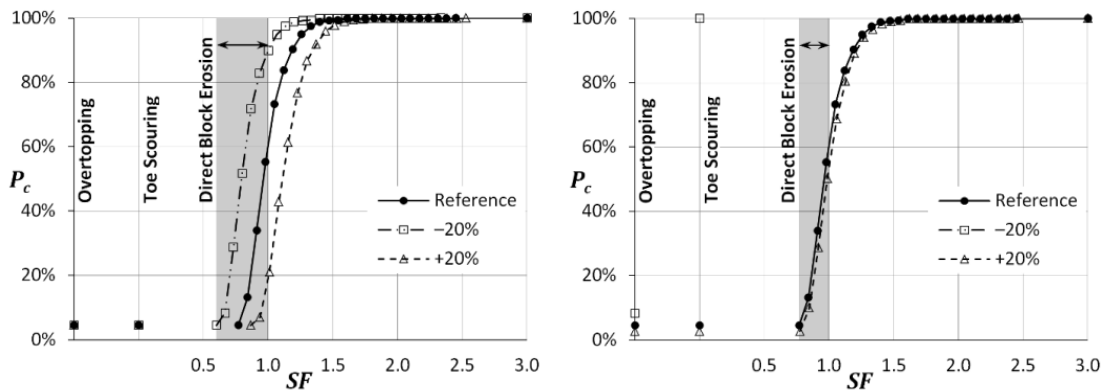 100%
80%
60%
P_c
40%
20%
0%
Overtopping
Toe Scouring
Direct Block Erosion
Reference
−20%
+20%
0.5 1.0 1.5 2.0 2.5 3.0
SF
100%
80%
60%
P_c
40%
20%
0%
Overtopping
Toe Scouring
Direct Block Erosion
Reference
−20%
+20%
0.5 1.0 1.5 2.0 2.5 3.0
SF